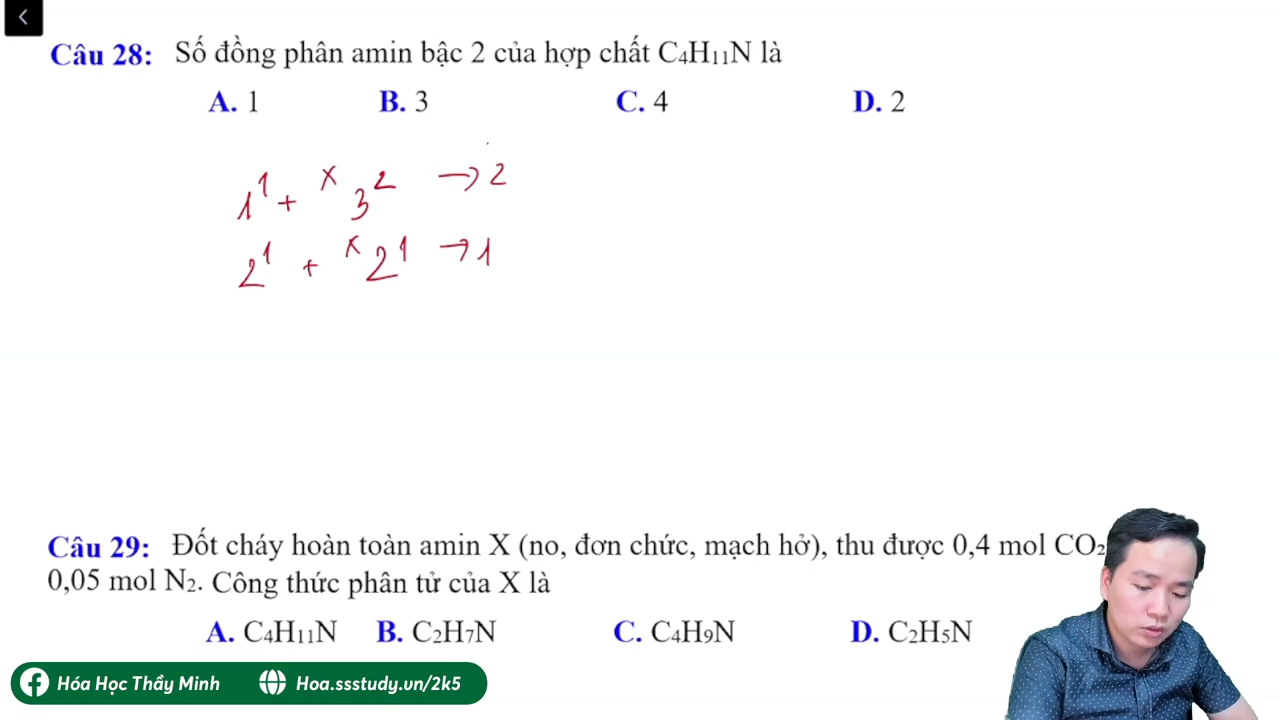 Câu 28: Số đồng phân amin bậc 2 của hợp chất C₄H₁₁N là
A. 1 B. 3 C. 4 D. 2
1¹ + x 3² → 2
2¹ + x 2¹ → 1
Câu 29: Đốt cháy hoàn toàn amin X (no, đơn chức, mạch hở), thu được 0,4 mol CO₂
0,05 mol N₂. Công thức phân tử của X là
A. C₄H₁₁N B. C₂H₇N C. C₄H₉N D. C₂H₅N
Hóa Học Thầy Minh Hoa.ssstudy.vn/2k5